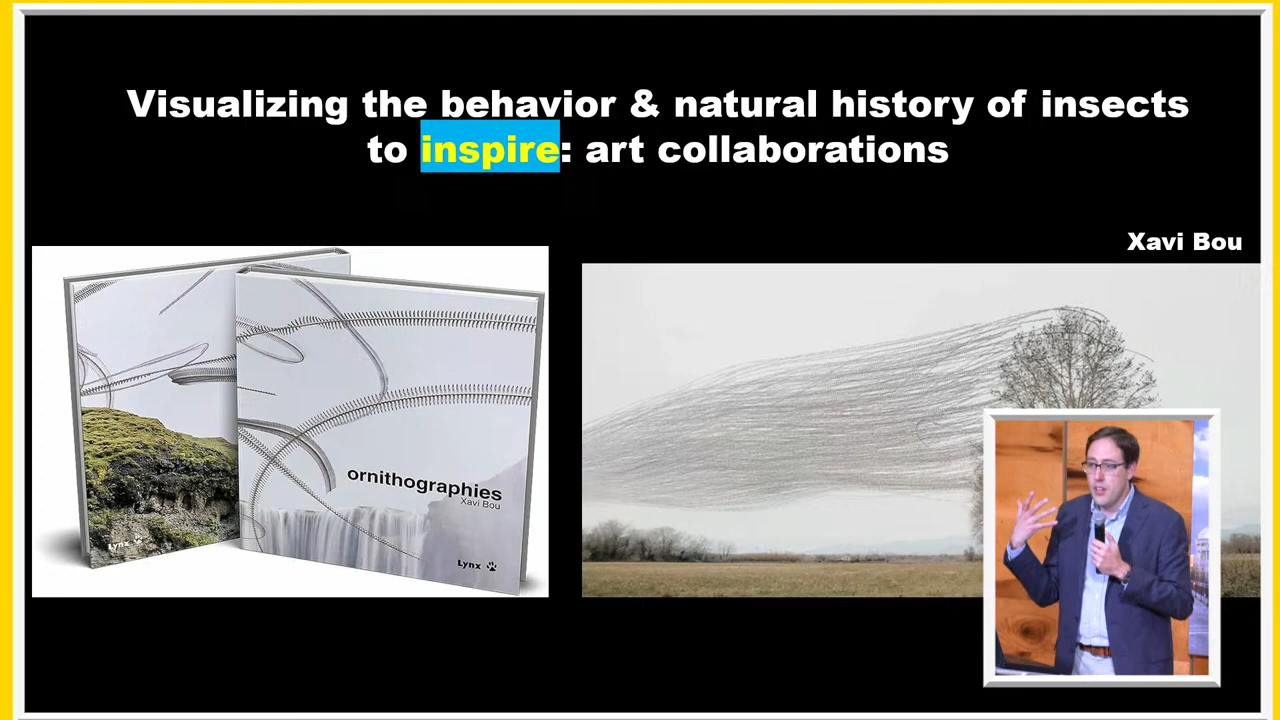 Visualizing the behavior & natural history of insects
to inspire: art collaborations
Xavi Bou
ornithographies
Xavi Bou
Lynx
Lynx